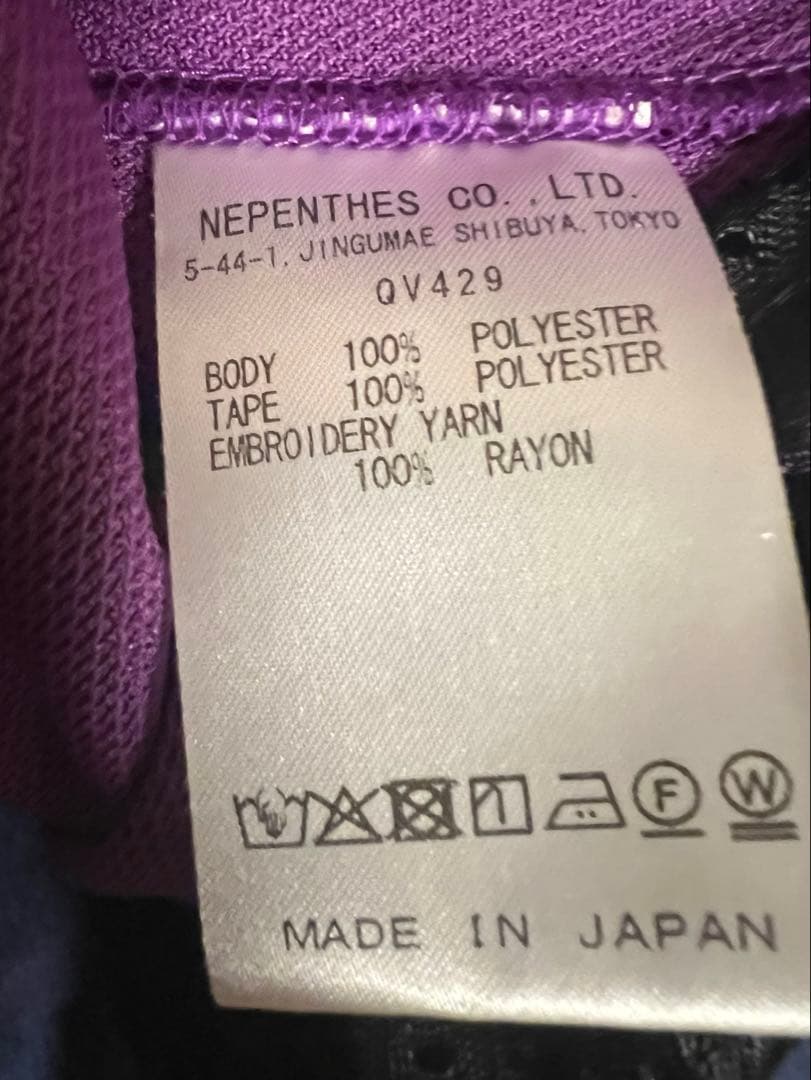 NEPENTHES CO.,LTD.
5-44-1, JINGUMAE SHIBUYA, TOKYO
QV429
BODY 100% POLYESTER
TAPE 100% POLYESTER
EMBROIDERY YARN
100% RAYON
F W
MADE IN JAPAN